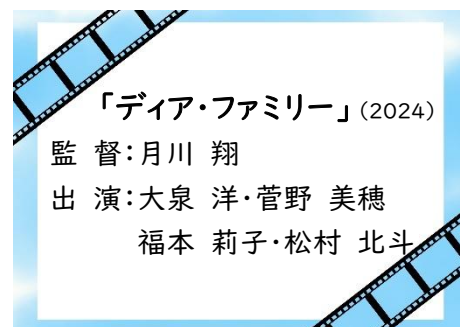 「ディア・ファミリー」(2024)
監 督:月川 翔
出 演:大泉 洋・菅野 美穂
福本 莉子・松村 北斗